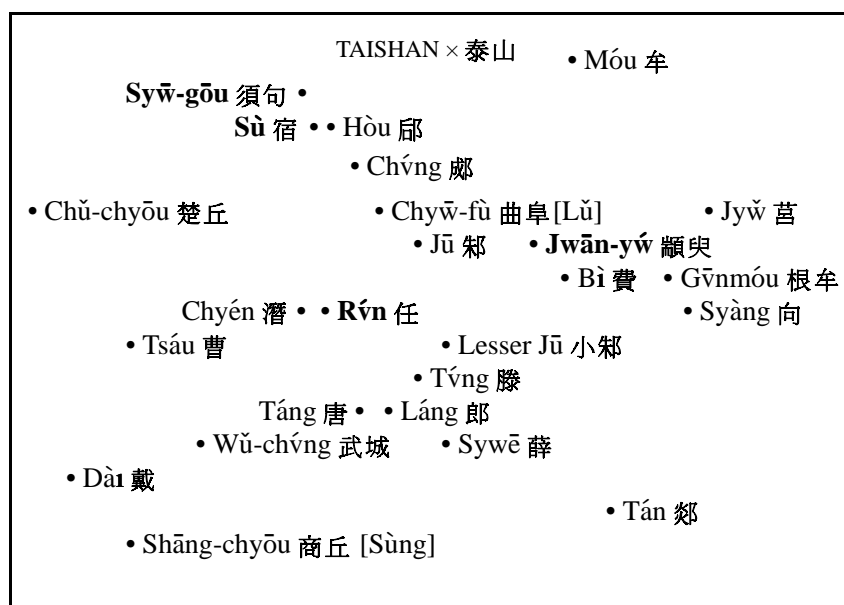 TAISHAN × 泰山
• Móu 牟
Syw̄-gōu 須句 •
Sù 宿 • • Hòu 郈
• Chv́ng 郕
• Chǔ-chyōu 楚丘 • Chyw̄-fù 曲阜[Lǔ] • Jyw̌ 莒
• Jū 邾 • Jwān-yẃ 顓臾
• Bì 費 • Gv̄nmóu 根牟
Chyén 潛 • • Rv́n 任 • Syàng 向
• Tsáu 曹 • Lesser Jū 小邾
• Tv́ng 滕
Táng 唐 • • Láng 郎
• Wǔ-chv́ng 武城 • Sywē 薛
• Dàı 戴
• Tán 郯
• Shāng-chyōu 商丘 [Sùng]